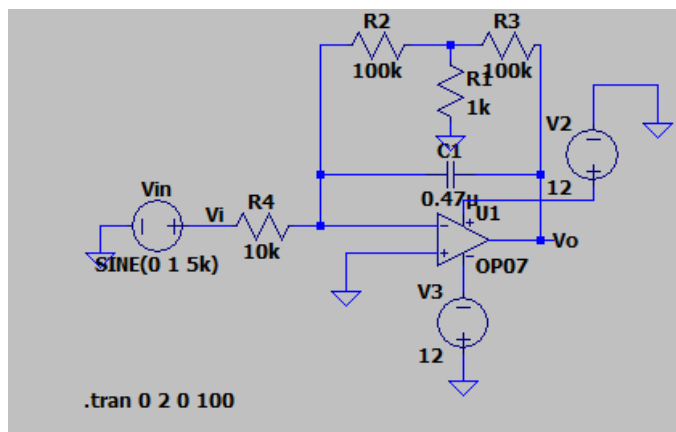 R2
100k
R3
100k
R1
1k
V2
12
C1
0.47µ
Vin
Vi
R4
10k
SINE(0 1 5k)
U1
OP07
Vo
V3
12
.tran 0 2 0 100